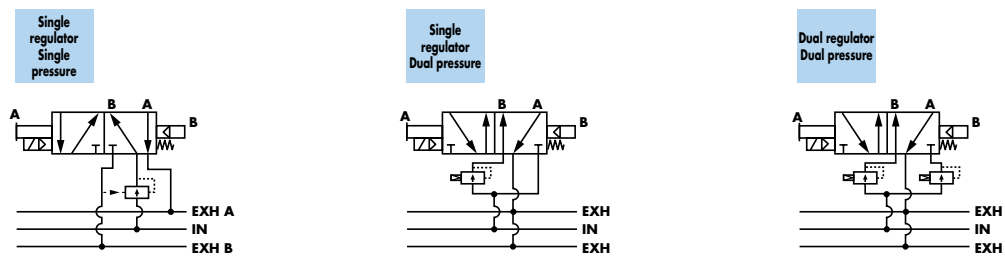 Single
regulator
Single
pressure
B A
A
B
EXH A
IN
EXH B
Single
regulator
Dual pressure
B A
A
B
EXH
IN
EXH
Dual regulator
Dual pressure
B A
A
B
EXH
IN
EXH